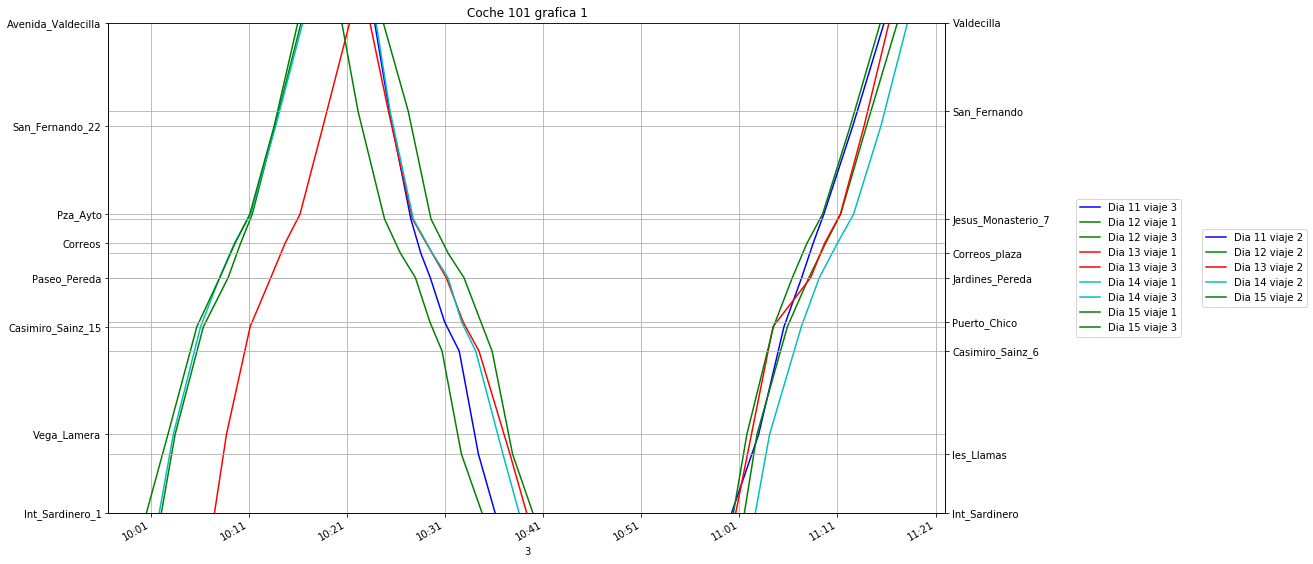 Coche 101 grafica 1
Avenida_Valdecilla
San_Fernando_22
Pza_Ayto
Correos
Paseo_Pereda
Casimiro_Sainz_15
Vega_Lamera
Int_Sardinero_1
Valdecilla
San_Fernando
Jesus_Monasterio_7
Correos_plaza
Jardines_Pereda
Puerto_Chico
Casimiro_Sainz_6
Ies_Llamas
Int_Sardinero
10:01
10:11
10:21
10:31
10:41
10:51
11:01
11:11
11:21
3
Dia 11 viaje 3
Dia 12 viaje 1
Dia 12 viaje 3
Dia 13 viaje 1
Dia 13 viaje 3
Dia 14 viaje 1
Dia 14 viaje 3
Dia 15 viaje 1
Dia 15 viaje 3
Dia 11 viaje 2
Dia 12 viaje 2
Dia 13 viaje 2
Dia 14 viaje 2
Dia 15 viaje 2